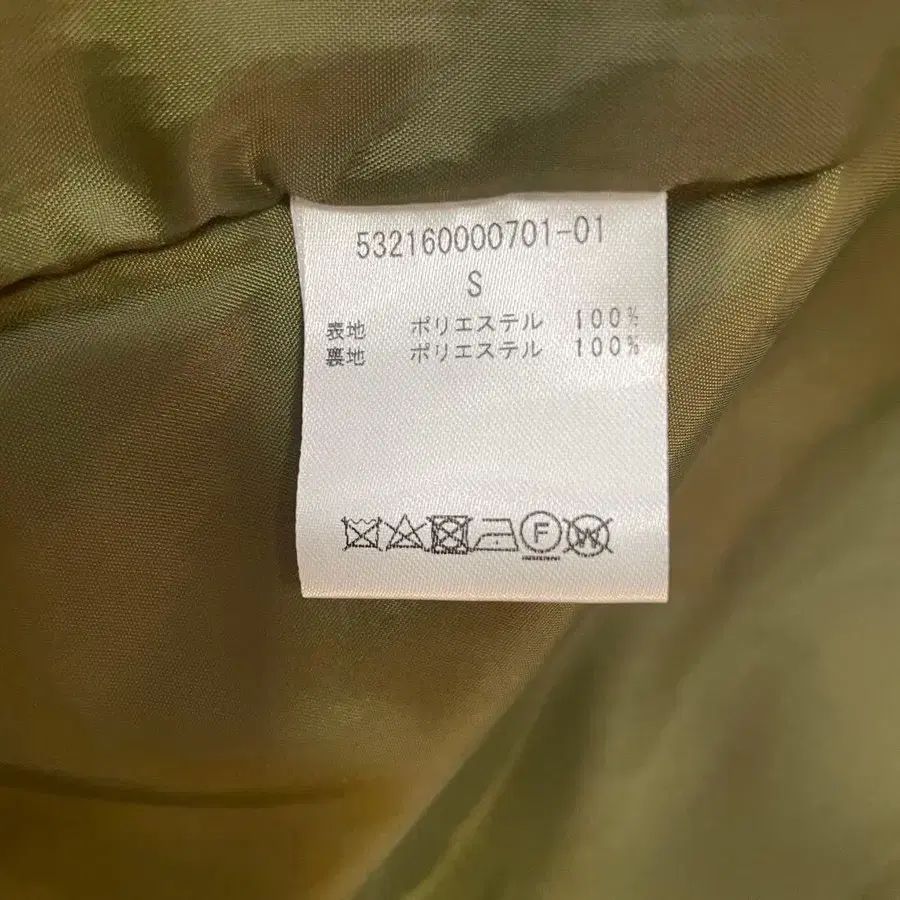 532160000701-01
S
表地 ポリエステル 100%
裏地 ポリエステル 100%
F W